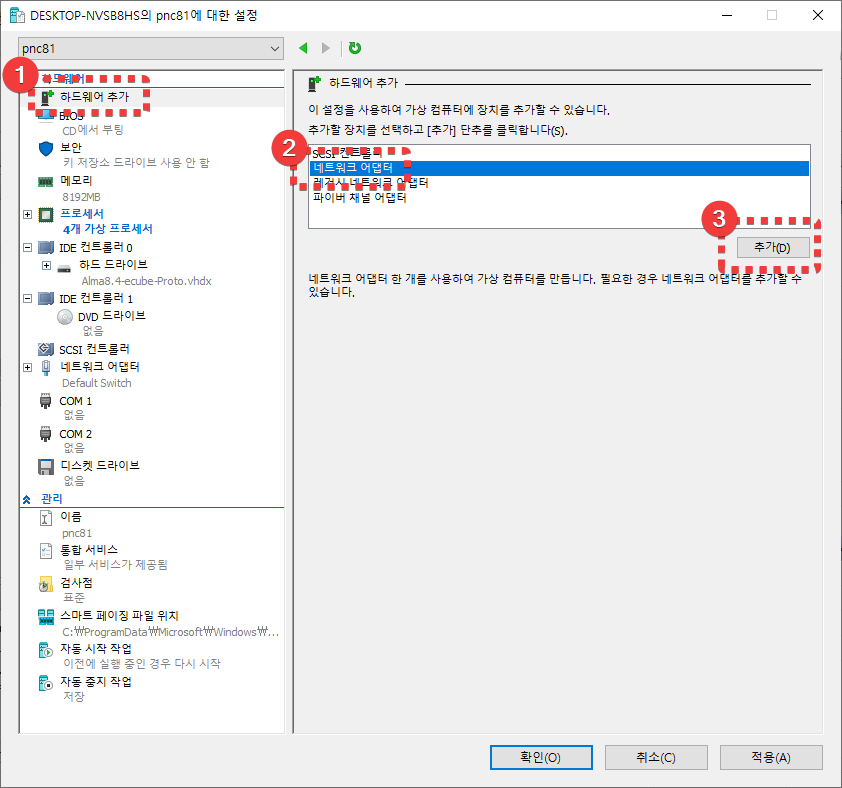 DESKTOP-NVSB8HS의 pnc81에 대한 설정
pnc81
1
하드웨어
하드웨어 추가
BIOS
CD에서 부팅
보안
키 저장소 드라이브 사용 안 함
메모리
8192MB
프로세서
4개 가상 프로세서
IDE 컨트롤러 0
하드 드라이브
Alma8.4-ecube-Proto.vhdx
IDE 컨트롤러 1
DVD 드라이브
없음
SCSI 컨트롤러
네트워크 어댑터
Default Switch
COM 1
없음
COM 2
없음
디스켓 드라이브
없음
관리
이름
pnc81
통합 서비스
일부 서비스가 제공됨
검사점
표준
스마트 페이징 파일 위치
C:₩ProgramData₩Microsoft₩Windows₩...
자동 시작 작업
이전에 실행 중인 경우 다시 시작
자동 중지 작업
저장
하드웨어 추가
이 설정을 사용하여 가상 컴퓨터에 장치를 추가할 수 있습니다.
추가할 장치를 선택하고 [추가] 단추를 클릭합니다(S).
2
SCSI 컨트롤러
네트워크 어댑터
레거시 네트워크 어댑터
파이버 채널 어댑터
3
추가(D)
네트워크 어댑터 한 개를 사용하여 가상 컴퓨터를 만듭니다. 필요한 경우 네트워크 어댑터를 추가할 수
있습니다.
확인(O)
취소(C)
적용(A)